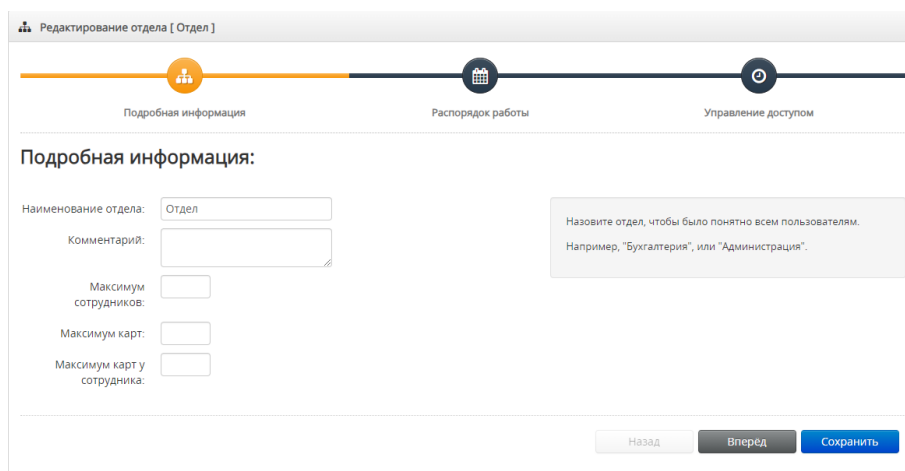 Редактирование отдела [ Отдел ]
Подробная информация
Распорядок работы
Управление доступом
Подробная информация:
Наименование отдела:
Отдел
Назовите отдел, чтобы было понятно всем пользователям.
Например, "Бухгалтерия", или "Администрация".
Комментарий:
Максимум
сотрудников:
Максимум карт:
Максимум карт у
сотрудника:
Назад
Вперёд
Сохранить